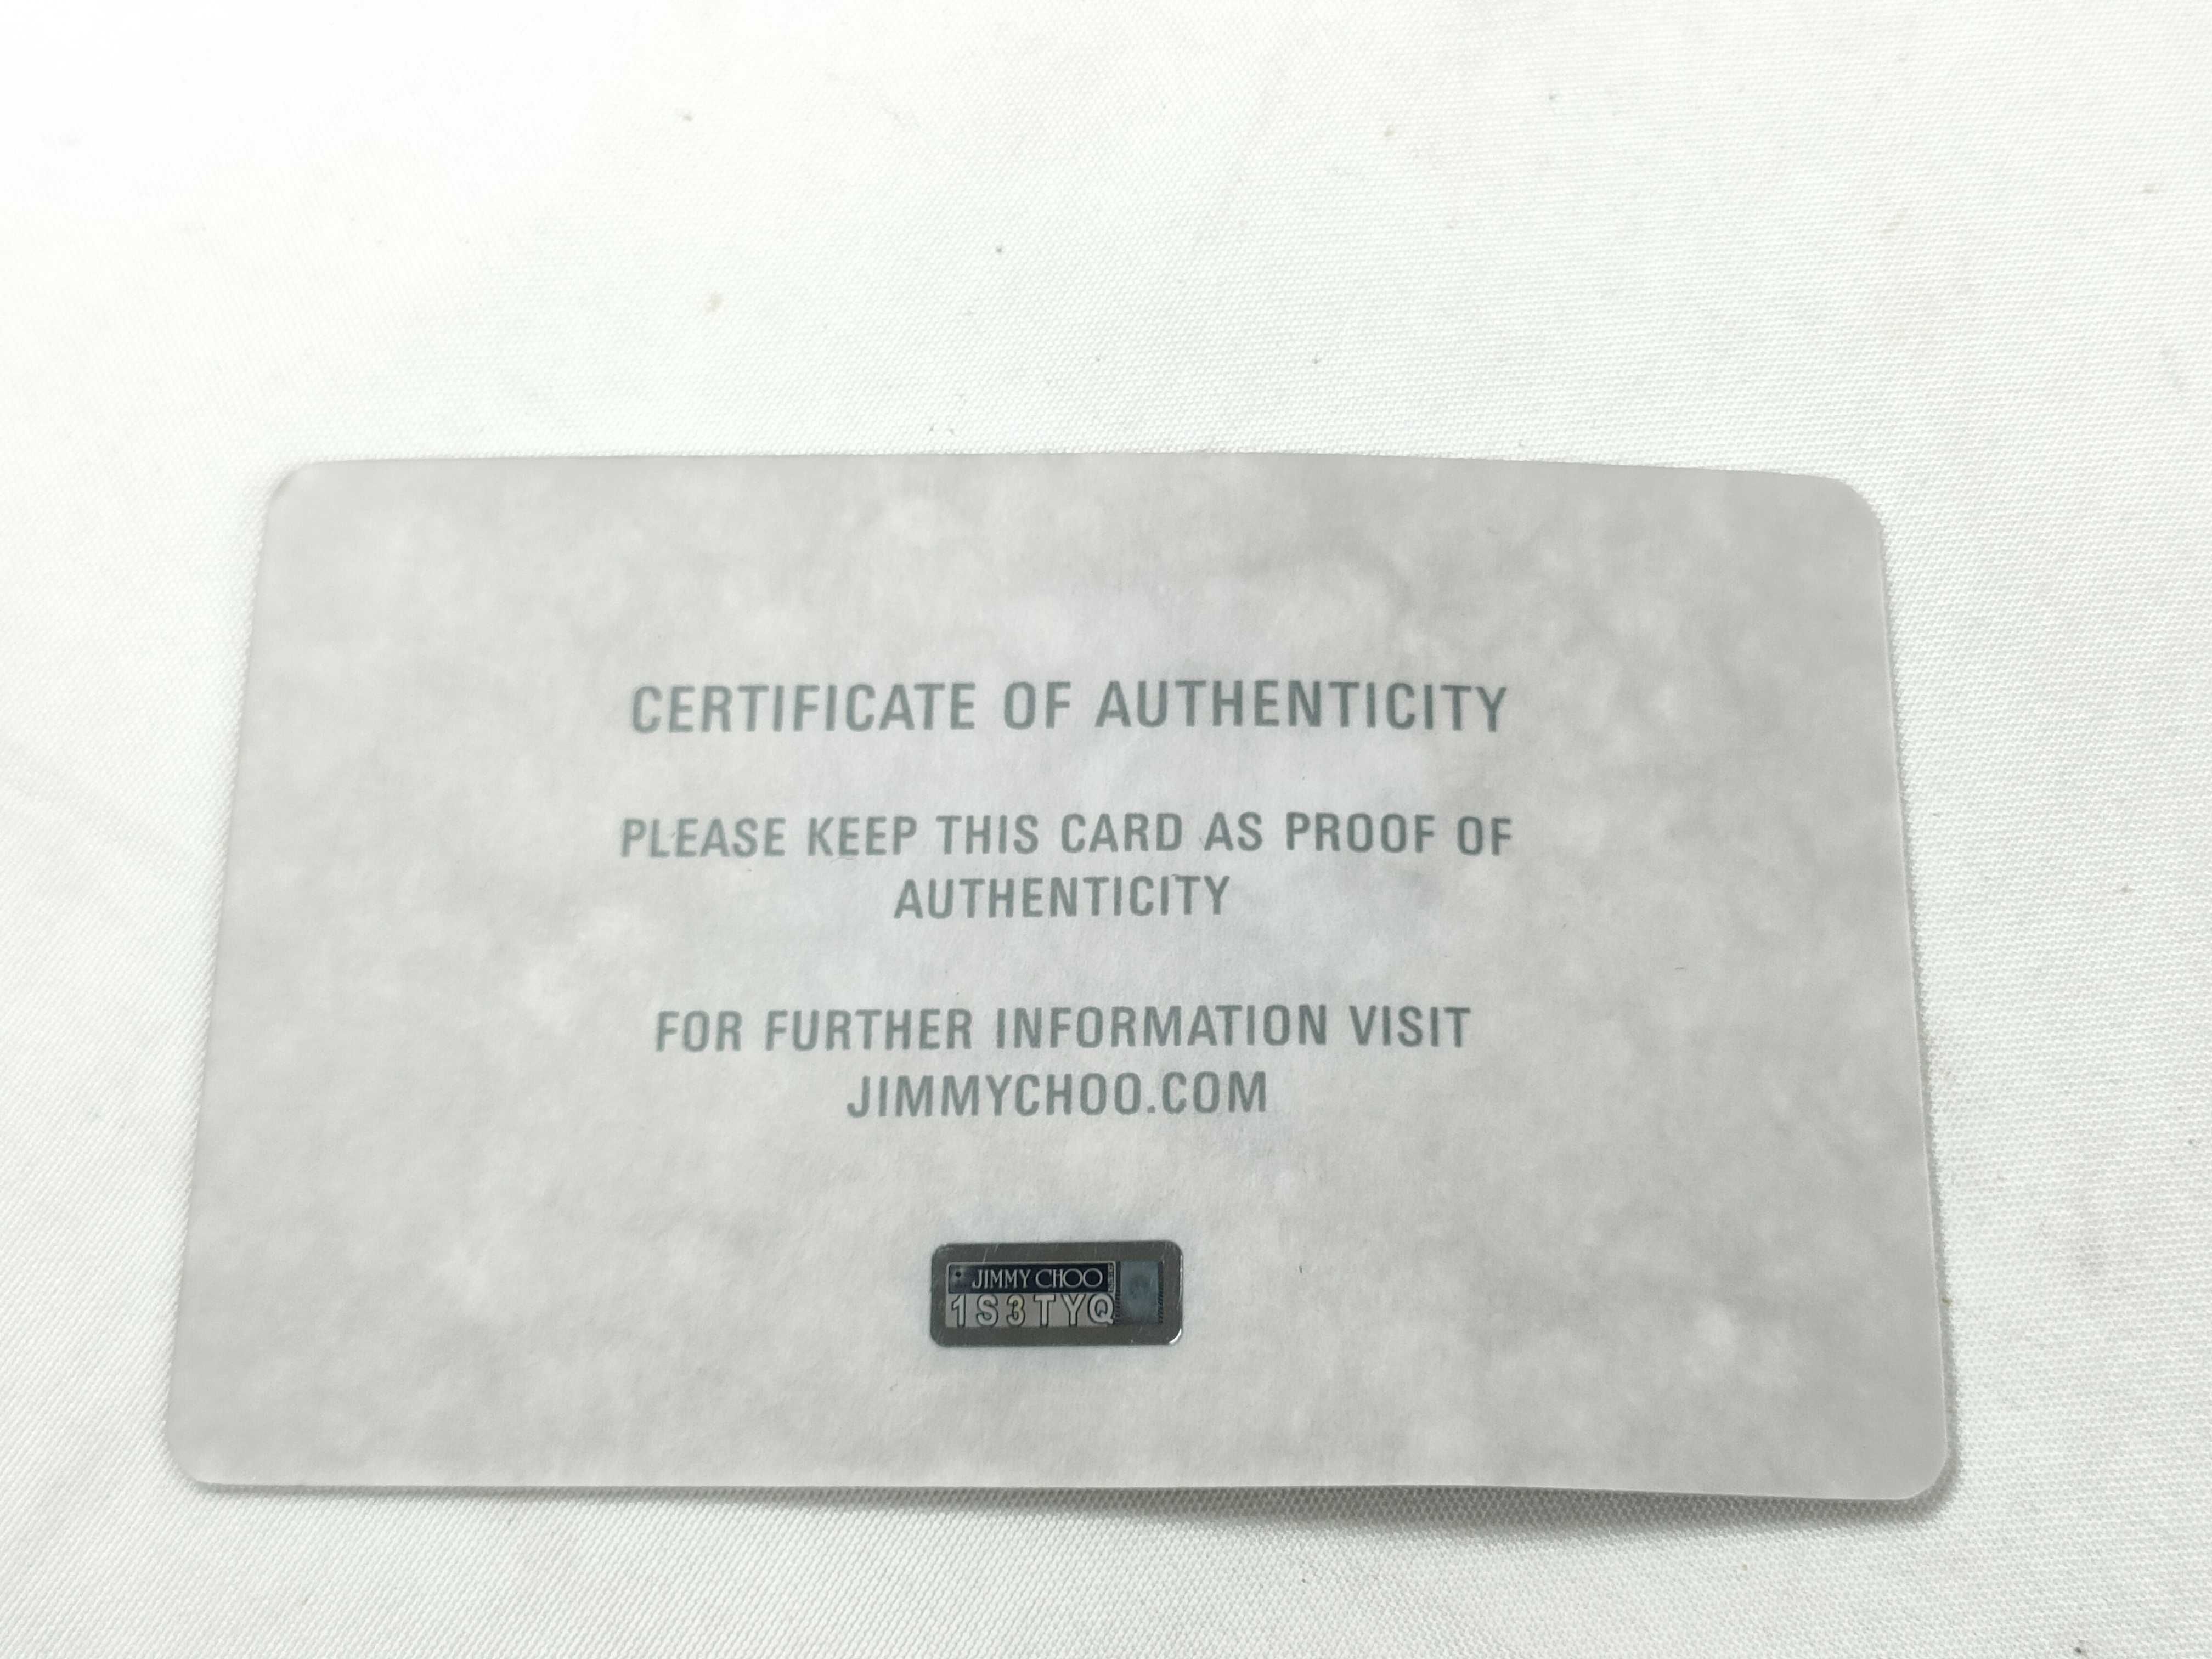 CERTIFICATE OF AUTHENTICITY
PLEASE KEEP THIS CARD AS PROOF OF
AUTHENTICITY
FOR FURTHER INFORMATION VISIT
JIMMYCHOO.COM
JIMMY CHOO
1S3TYQ